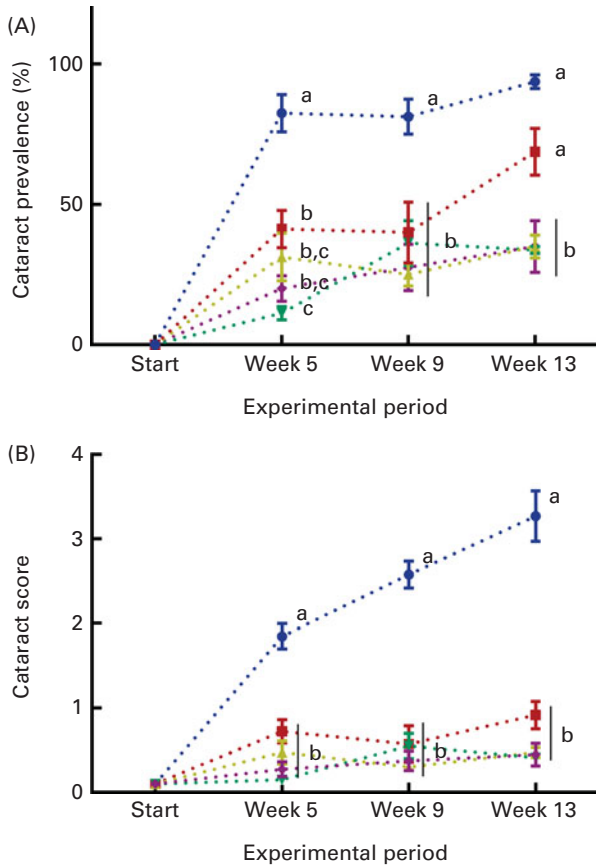 (A)
Cataract prevalence (%)
100
50
0
a
a
a
a
b
b,c
b,c
c
b
b
Start Week 5 Week 9 Week 13
Experimental period
(B)
Cataract score
4
3
2
1
0
a
a
a
b
b
b
Start Week 5 Week 9 Week 13
Experimental period